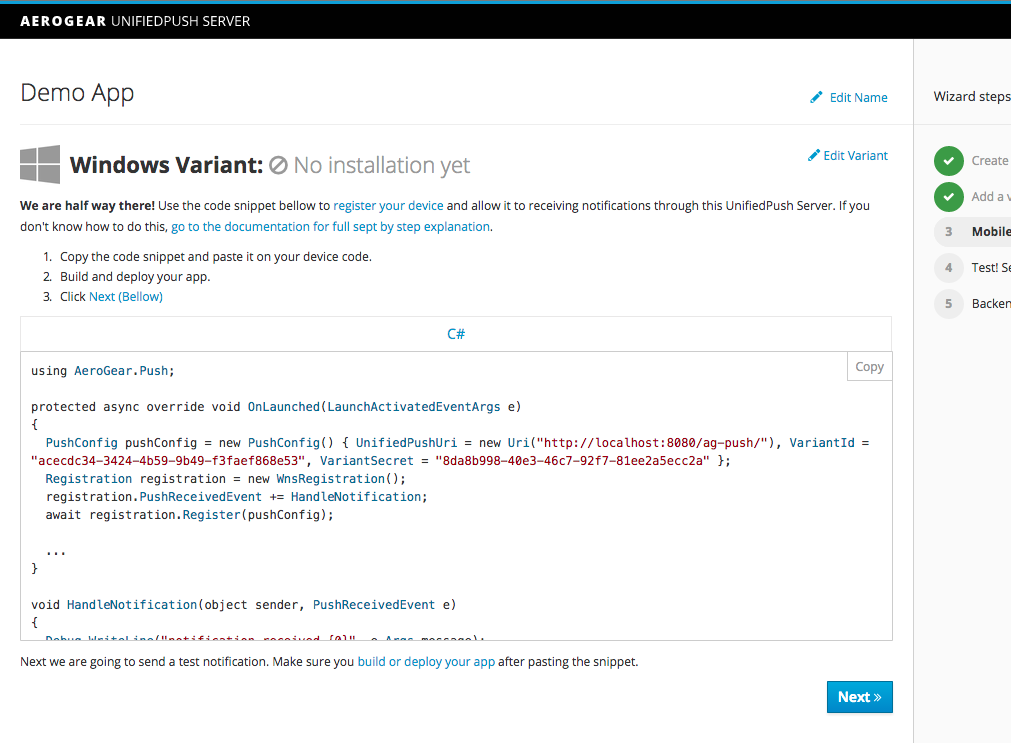 AEROGEAR UNIFIEDPUSH SERVER
Demo App
Edit Name
Windows Variant: No installation yet
Edit Variant
We are half way there! Use the code snippet bellow to register your device and allow it to receiving notifications through this UnifiedPush Server. If you
don't know how to do this, go to the documentation for full sept by step explanation.
1. Copy the code snippet and paste it on your device code.
2. Build and deploy your app.
3. Click Next (Bellow)
C#
Copy
using AeroGear.Push;
protected async override void OnLaunched(LaunchActivatedEventArgs e)
{
PushConfig pushConfig = new PushConfig() { UnifiedPushUri = new Uri("http://localhost:8080/ag-push/"), VariantId =
"acecdc34-3424-4b59-9b49-f3faef868e53", VariantSecret = "8da8b998-40e3-46c7-92f7-81ee2a5ecc2a" };
Registration registration = new WnsRegistration();
registration.PushReceivedEvent += HandleNotification;
await registration.Register(pushConfig);
...
}
void HandleNotification(object sender, PushReceivedEvent e)
{
Debug.WriteLine("notification received {0}", e.Args.message);
Next we are going to send a test notification. Make sure you build or deploy your app after pasting the snippet.
Next »
Wizard steps
Create
Add a v
3 Mobile
4 Test! Se
5 Backen